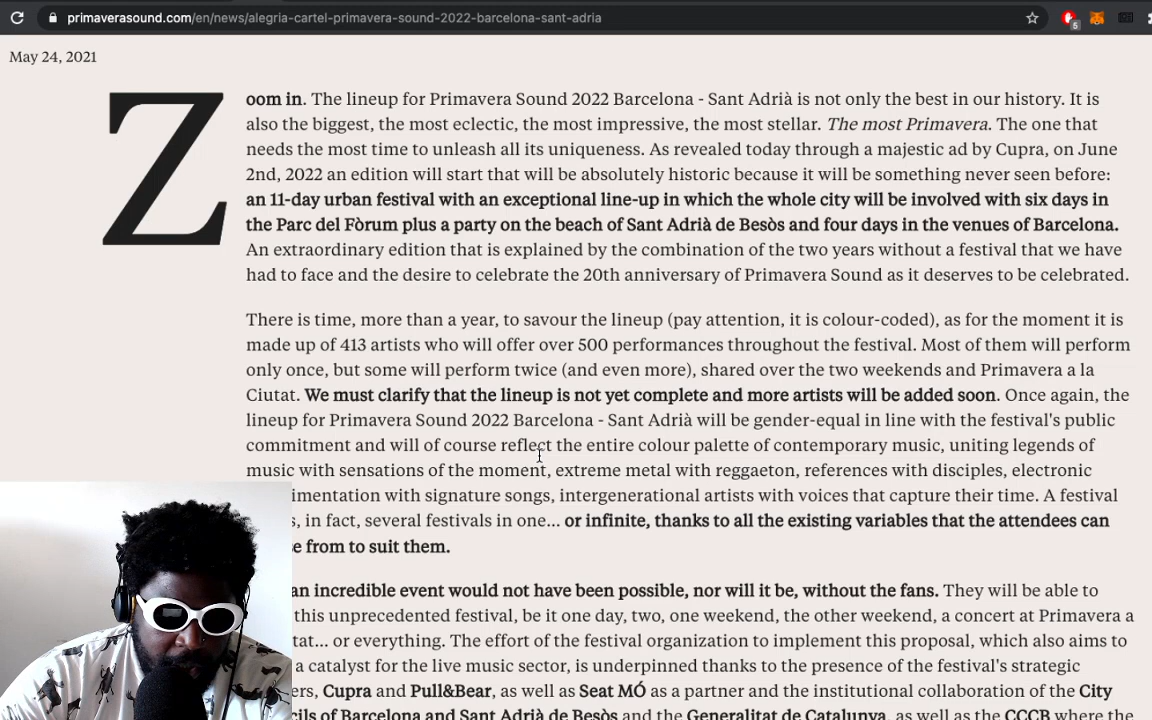 primaverasound.com/en/news/alegria-cartel-primavera-sound-2022-barcelona-sant-adria
5
May 24, 2021
Zoom in. The lineup for Primavera Sound 2022 Barcelona - Sant Adrià is not only the best in our history. It is
also the biggest, the most eclectic, the most impressive, the most stellar. The most Primavera. The one that
needs the most time to unleash all its uniqueness. As revealed today through a majestic ad by Cupra, on June
2nd, 2022 an edition will start that will be absolutely historic because it will be something never seen before:
an 11-day urban festival with an exceptional line-up in which the whole city will be involved with six days in
the Parc del Fòrum plus a party on the beach of Sant Adrià de Besòs and four days in the venues of Barcelona.
An extraordinary edition that is explained by the combination of the two years without a festival that we have
had to face and the desire to celebrate the 20th anniversary of Primavera Sound as it deserves to be celebrated.
There is time, more than a year, to savour the lineup (pay attention, it is colour-coded), as for the moment it is
made up of 413 artists who will offer over 500 performances throughout the festival. Most of them will perform
only once, but some will perform twice (and even more), shared over the two weekends and Primavera a la
Ciutat. We must clarify that the lineup is not yet complete and more artists will be added soon. Once again, the
lineup for Primavera Sound 2022 Barcelona - Sant Adrià will be gender-equal in line with the festival's public
commitment and will of course reflect the entire colour palette of contemporary music, uniting legends of
music with sensations of the moment, extreme metal with reggaeton, references with disciples, electronic
imentation with signature songs, intergenerational artists with voices that capture their time. A festival
s, in fact, several festivals in one... or infinite, thanks to all the existing variables that the attendees can
e from to suit them.
an incredible event would not have been possible, nor will it be, without the fans. They will be able to
this unprecedented festival, be it one day, two, one weekend, the other weekend, a concert at Primavera a
tat... or everything. The effort of the festival organization to implement this proposal, which also aims to
a catalyst for the live music sector, is underpinned thanks to the presence of the festival's strategic
ers, Cupra and Pull&Bear, as well as Seat MÓ as a partner and the institutional collaboration of the City
cils of Barcelona and Sant Adrià de Besòs and the Generalitat de Catalunya, as well as the CCCB where the